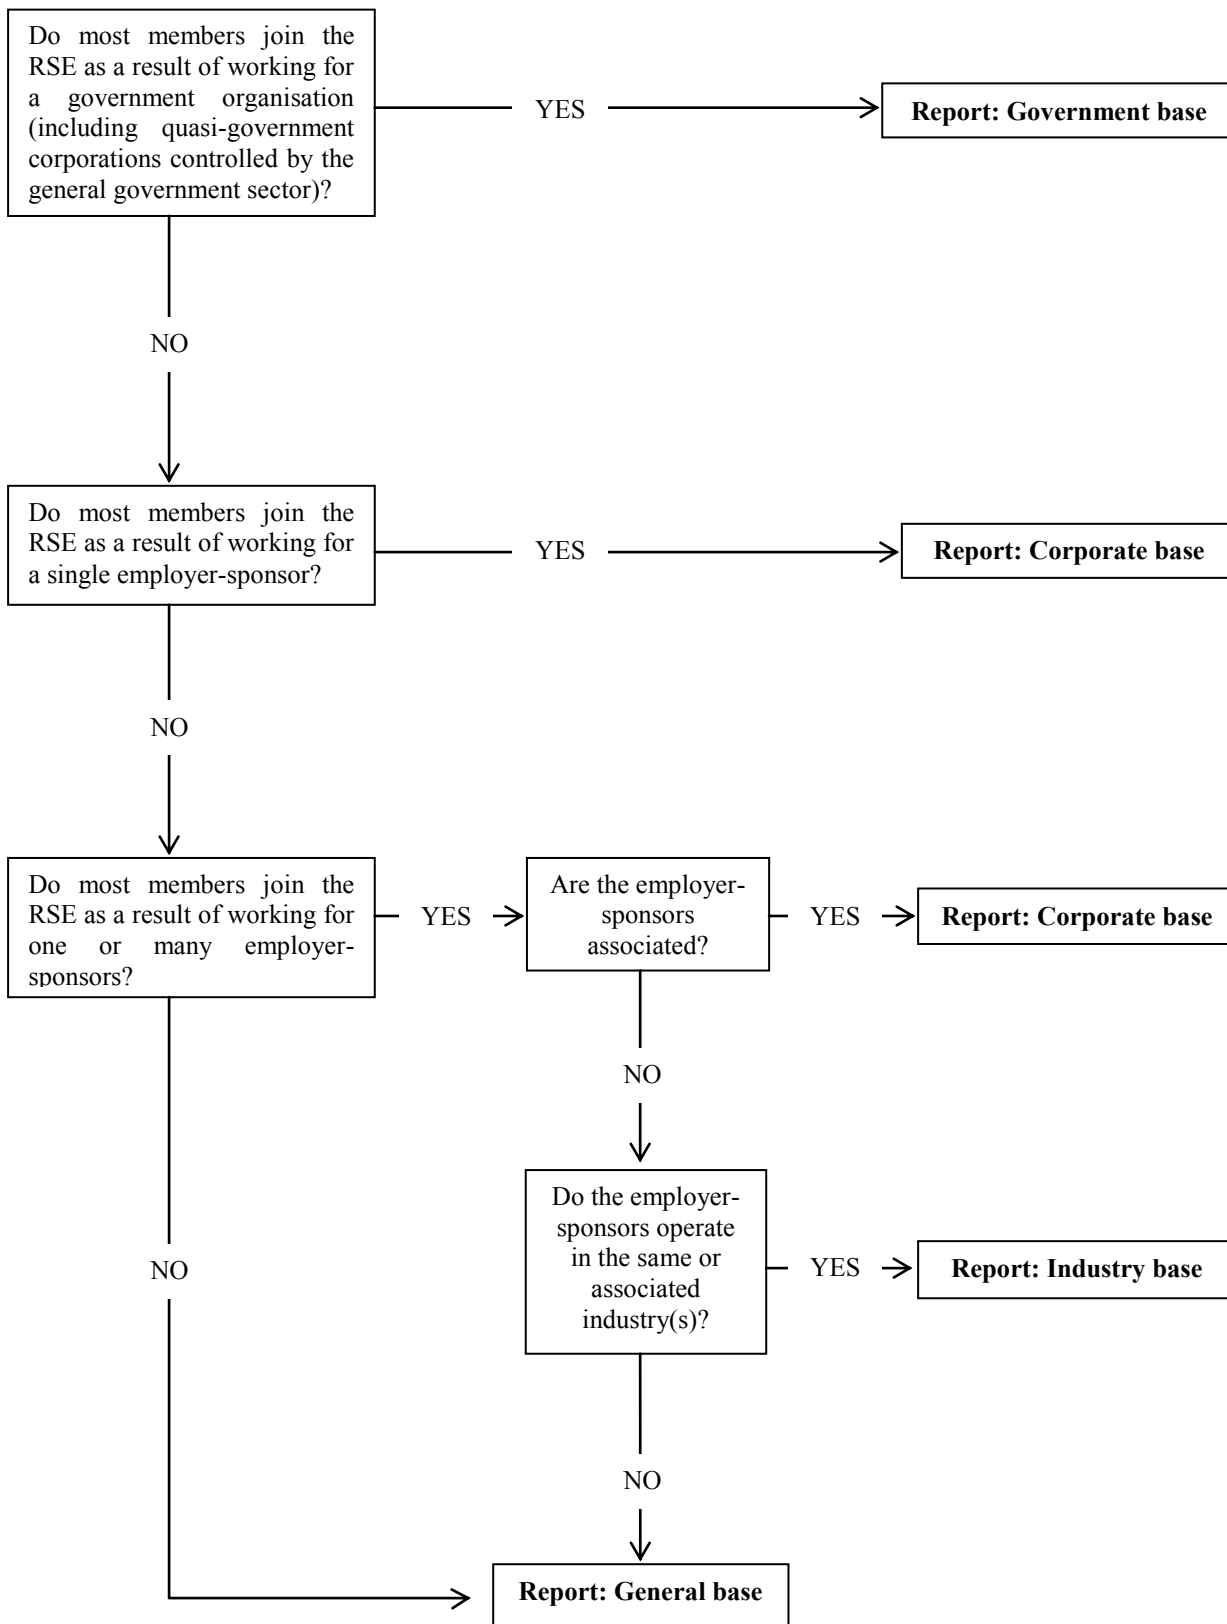 Do most members join the
RSE as a result of working for
a government organisation
(including quasi-government
corporations controlled by the
general government sector)?
YES
Report: Government base
NO
Do most members join the
RSE as a result of working for
a single employer-sponsor?
YES
Report: Corporate base
NO
Do most members join the
RSE as a result of working for
one or many employer-
sponsors?
YES
Are the employer-
sponsors
associated?
YES
Report: Corporate base
NO
Do the employer-
sponsors operate
in the same or
associated
industry(s)?
YES
Report: Industry base
NO
NO
Report: General base